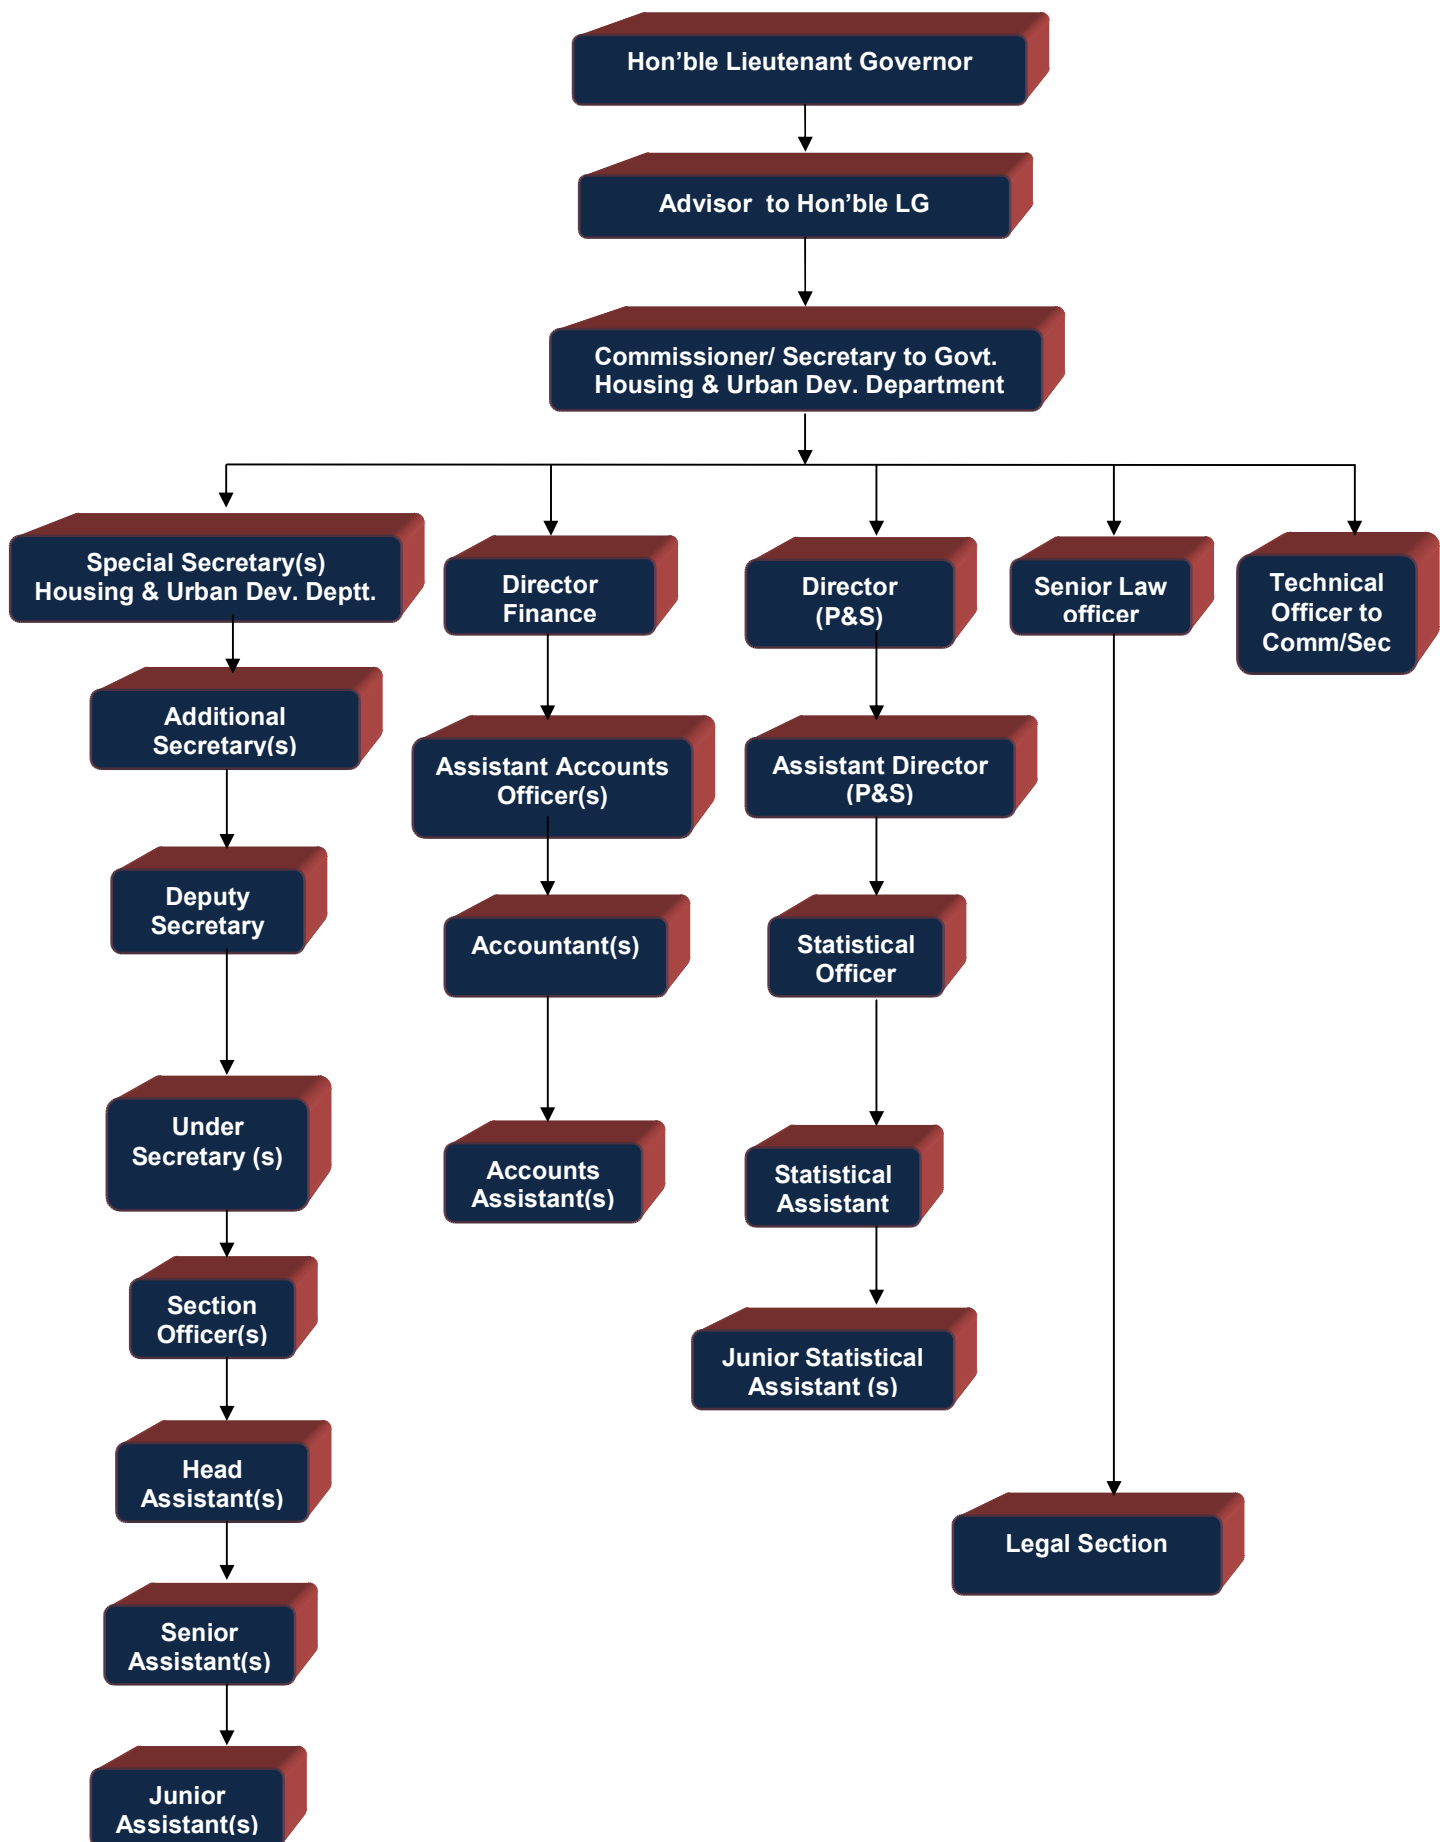 Hon'ble Lieutenant Governor
Advisor  to Hon'ble LG
Commissioner/ Secretary to Govt.
Housing & Urban Dev. Department
Special Secretary(s)
Housing & Urban Dev. Deptt.
Director
Finance
Director
(P&S)
Senior Law
officer
Technical
Officer to
Comm/Sec
Additional
Secretary(s)
Assistant Accounts
Officer(s)
Assistant Director
(P&S)
Deputy
Secretary
Accountant(s)
Statistical
Officer
Under
Secretary (s)
Accounts
Assistant(s)
Statistical
Assistant
Section
Officer(s)
Junior Statistical
Assistant (s)
Head
Assistant(s)
Legal Section
Senior
Assistant(s)
Junior
Assistant(s)